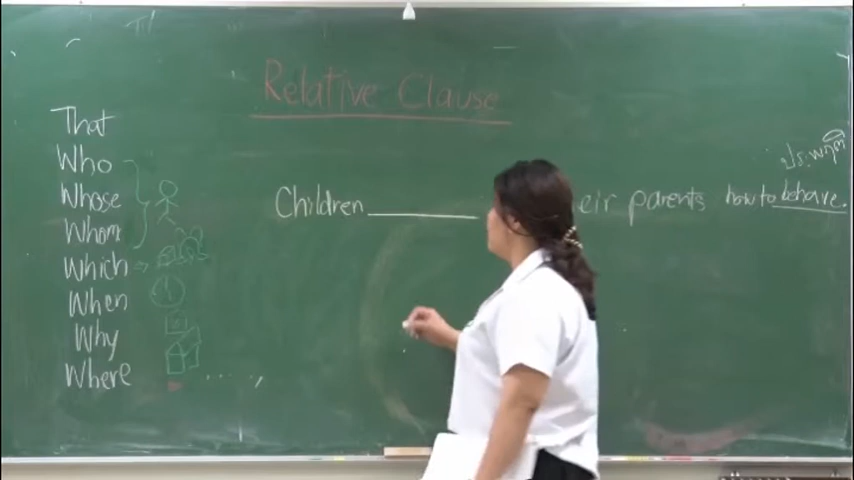 Relative Clause
That
Who
Whose
Whom
Which
When
Why
Where
ประพฤติ
Children __________ eir parents how to behave.